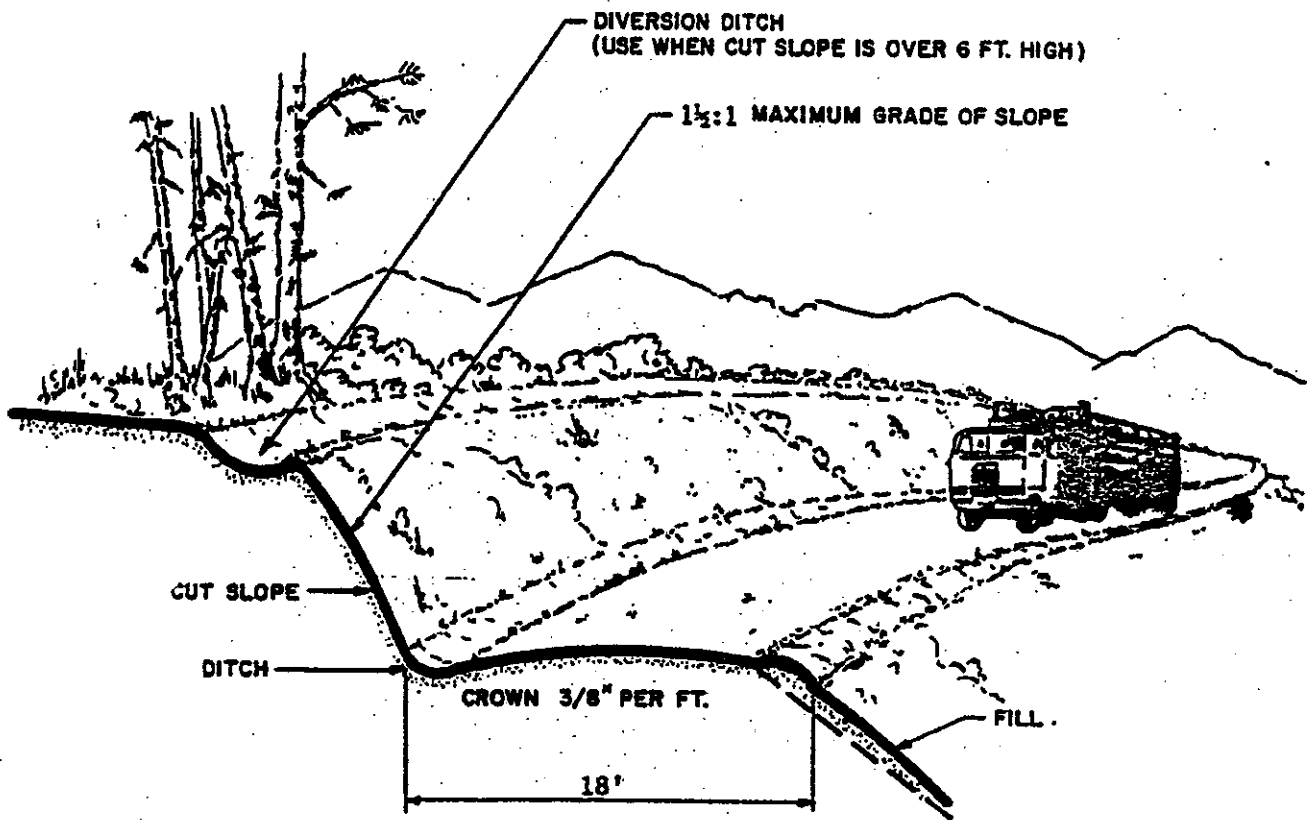 DIVERSION DITCH
(USE WHEN CUT SLOPE IS OVER 6 FT. HIGH)
1½:1 MAXIMUM GRADE OF SLOPE
CUT SLOPE
DITCH
CROWN 3/8" PER FT.
FILL.
18'